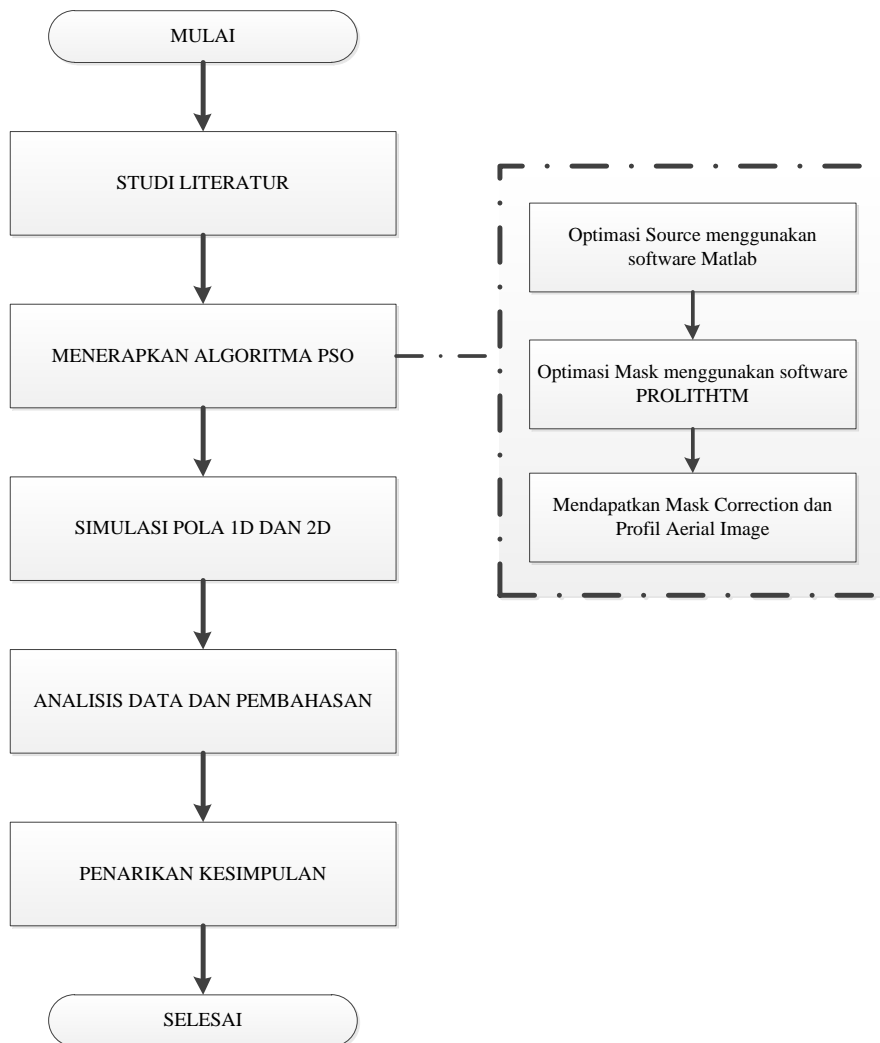 MULAI
STUDI LITERATUR
MENERAPKAN ALGORITMA PSO
SIMULASI POLA 1D DAN 2D
ANALISIS DATA DAN PEMBAHASAN
PENARIKAN KESIMPULAN
SELESAI
Optimasi Source menggunakan
software Matlab
Optimasi Mask menggunakan software
PROLITHTM
Mendapatkan Mask Correction dan
Profil Aerial Image